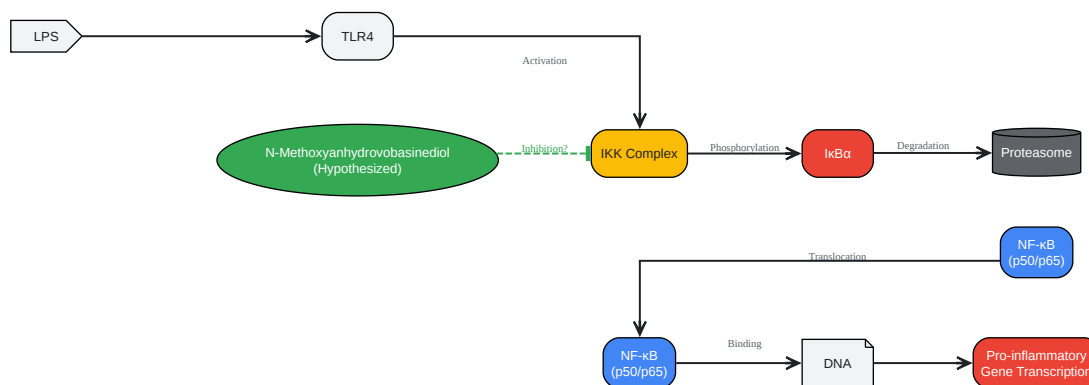 LPS
TLR4
Activation
N-Methoxyanhydrovobasinediol
(Hypothesized)
Inhibition?
IKK Complex
Phosphorylation
IκBα
Degradation
Proteasome
NF-κB
(p50/p65)
Translocation
NF-κB
(p50/p65)
Binding
DNA
Pro-inflammatory
Gene Transcription